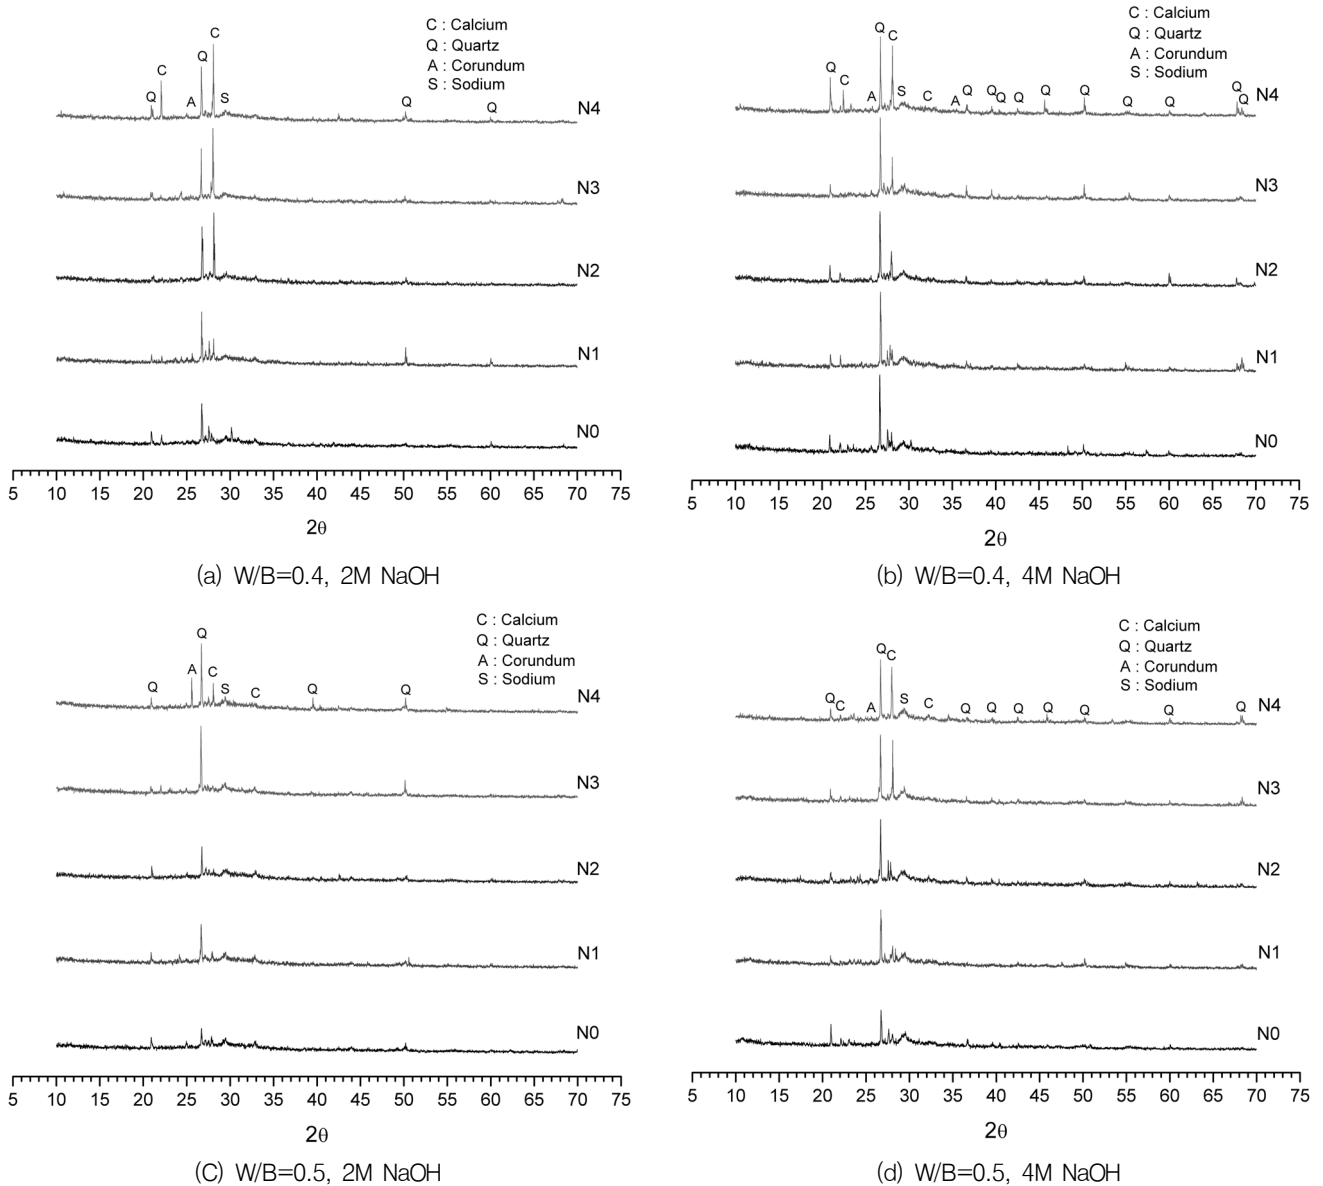 C : Calcium
Q : Quartz
A : Corundum
S : Sodium
Q C A Q C S Q Q N4
N3
N2
N1
N0
5 10 15 20 25 30 35 40 45 50 55 60 65 70 75
2θ
(a) W/B=0.4, 2M NaOH
C : Calcium
Q : Quartz
A : Corundum
S : Sodium
Q C A Q C S C A Q Q Q Q Q Q Q Q Q Q N4
N3
N2
N1
N0
5 10 15 20 25 30 35 40 45 50 55 60 65 70 75
2θ
(b) W/B=0.4, 4M NaOH
C : Calcium
Q : Quartz
A : Corundum
S : Sodium
Q A Q C S C Q Q N4
N3
N2
N1
N0
5 10 15 20 25 30 35 40 45 50 55 60 65 70 75
2θ
(C) W/B=0.5, 2M NaOH
C : Calcium
Q : Quartz
A : Corundum
S : Sodium
Q C A Q C S C Q Q Q Q Q Q Q N4
N3
N2
N1
N0
5 10 15 20 25 30 35 40 45 50 55 60 65 70 75
2θ
(d) W/B=0.5, 4M NaOH